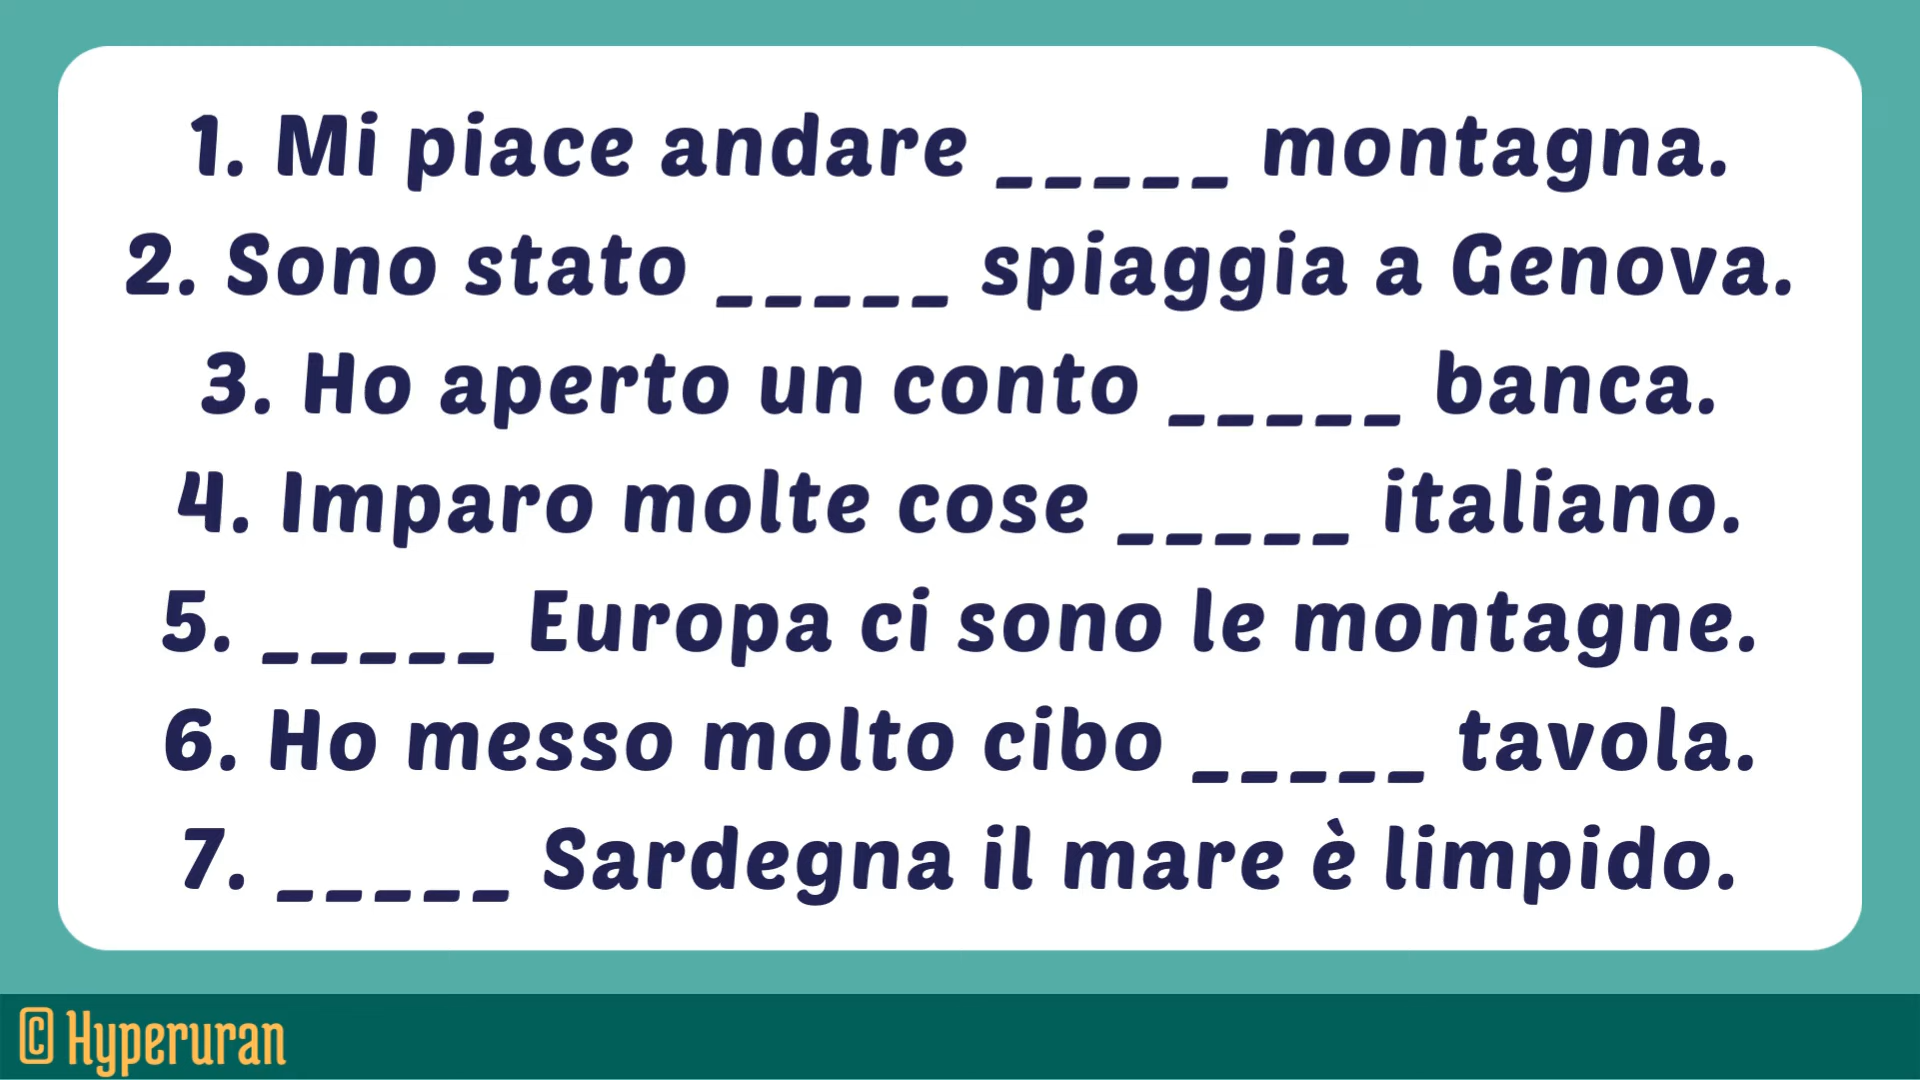 1. Mi piace andare _____ montagna.
2. Sono stato _____ spiaggia a Genova.
3. Ho aperto un conto _____ banca.
4. Imparo molte cose _____ italiano.
5. _____ Europa ci sono le montagne.
6. Ho messo molto cibo _____ tavola.
7. _____ Sardegna il mare è limpido.
© Hyperuran